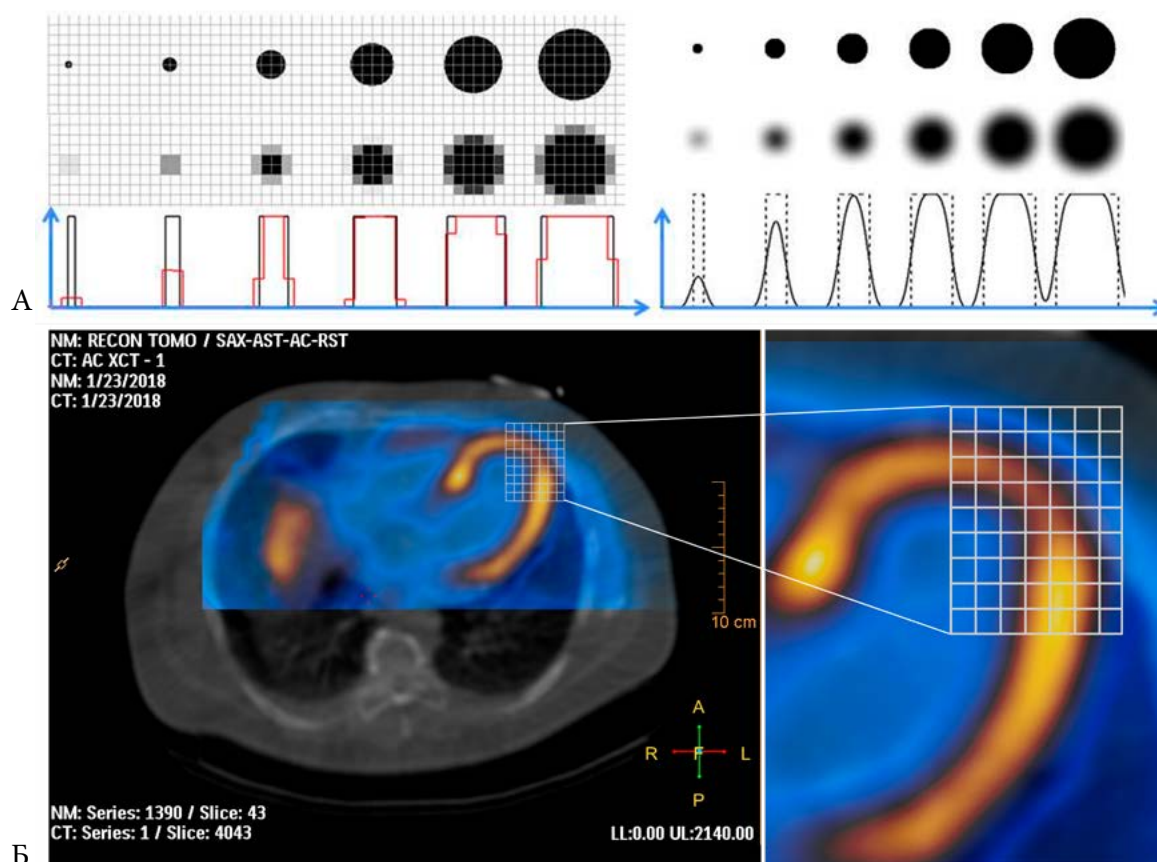 А
NM: RECON TOMO / SAX-AST-AC-RST
CT: AC XCT - 1
NM: 1/23/2018
CT: 1/23/2018
10 cm
A
R F L
P
NM: Series: 1390 / Slice: 43
CT: Series: 1 / Slice: 4043
LL:0.00 UL:2140.00
Б